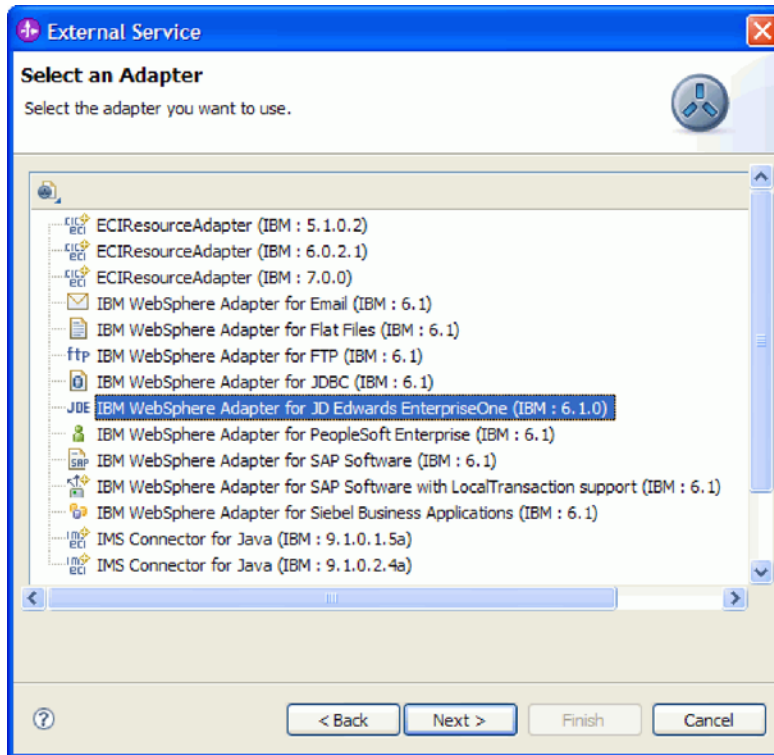 External Service
Select an Adapter
Select the adapter you want to use.
ECIResourceAdapter (IBM : 5.1.0.2)
ECIResourceAdapter (IBM : 6.0.2.1)
ECIResourceAdapter (IBM : 7.0.0)
IBM WebSphere Adapter for Email (IBM : 6.1)
IBM WebSphere Adapter for Flat Files (IBM : 6.1)
ftp IBM WebSphere Adapter for FTP (IBM : 6.1)
IBM WebSphere Adapter for JDBC (IBM : 6.1)
JDE IBM WebSphere Adapter for JD Edwards EnterpriseOne (IBM : 6.1.0)
IBM WebSphere Adapter for PeopleSoft Enterprise (IBM : 6.1)
SAP IBM WebSphere Adapter for SAP Software (IBM : 6.1)
IBM WebSphere Adapter for SAP Software with LocalTransaction support (IBM : 6.1)
IBM WebSphere Adapter for Siebel Business Applications (IBM : 6.1)
IMS Connector for Java (IBM : 9.1.0.1.5a)
IMS Connector for Java (IBM : 9.1.0.2.4a)
? < Back Next > Finish Cancel